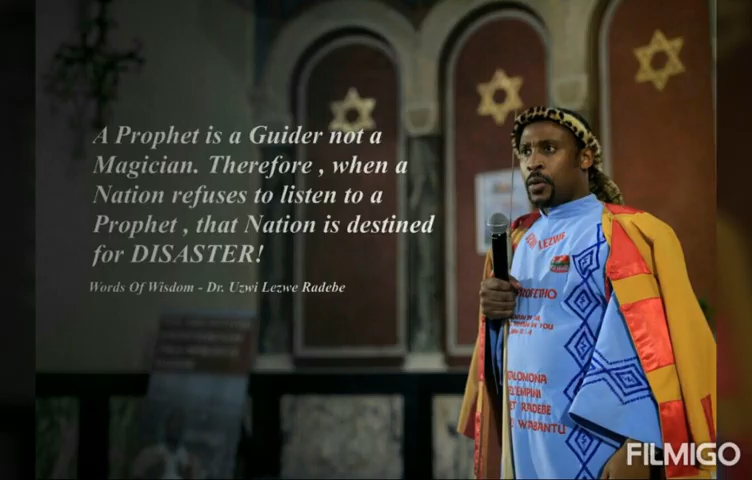 A Prophet is a Guider not a
Magician. Therefore , when a
Nation refuses to listen to a
Prophet , that Nation is destined
for DISASTER!
Words Of Wisdom - Dr. Uzwi Lezwe Radebe
LEZWE
WABANTU
RADEBE
FILMIGO